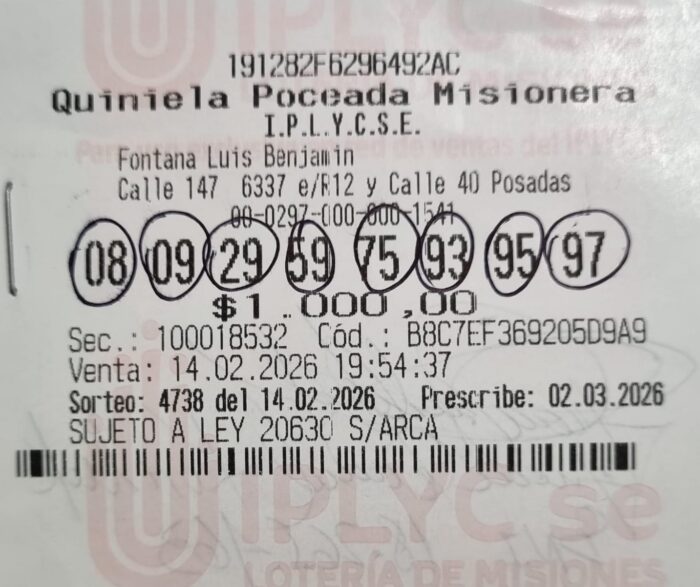 191282F6296492AC
Quiniela Poceada Misionera
I.P.L.Y.C.S.E.
Fontana Luis Benjamin
Calle 147 6337 e/R12 y Calle 40 Posadas
00-0297-000-000-1541
08 09 29 59 75 93 95 97
$1.000,00
Sec.: 100018532 Cód.: B8C7EF369205D9A9
Venta: 14.02.2026 19:54:37
Sorteo: 4738 del 14.02.2026 Prescribe: 02.03.2026
SUJETO A LEY 20630 S/ARCA
IPLYC se
LOTERÍA DE MISIONES